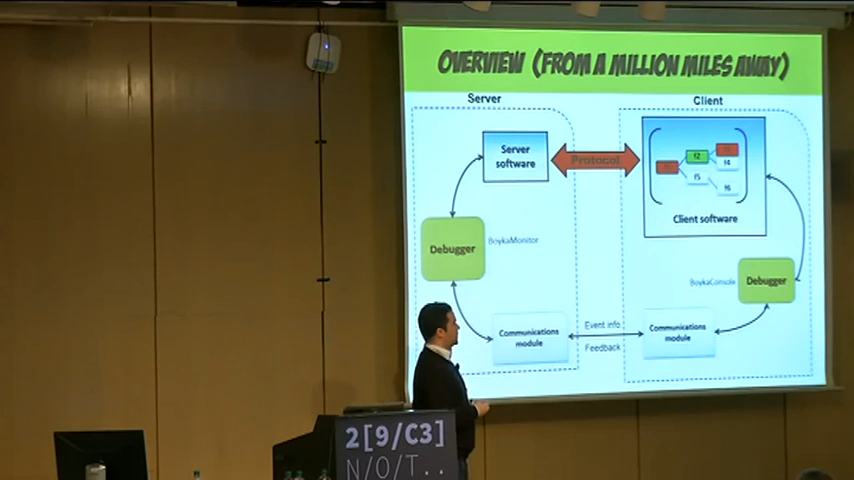 OVERVIEW (FROM A MILLION MILES AWAY)
Server
Client
Server
software
Protocol
f2
f4
f5
f6
Client software
Debugger
BoykaMonitor
BoykaConsole
Debugger
Communications
module
Event info
Feedback
Communications
module
2[9/C3]
N/O/T..